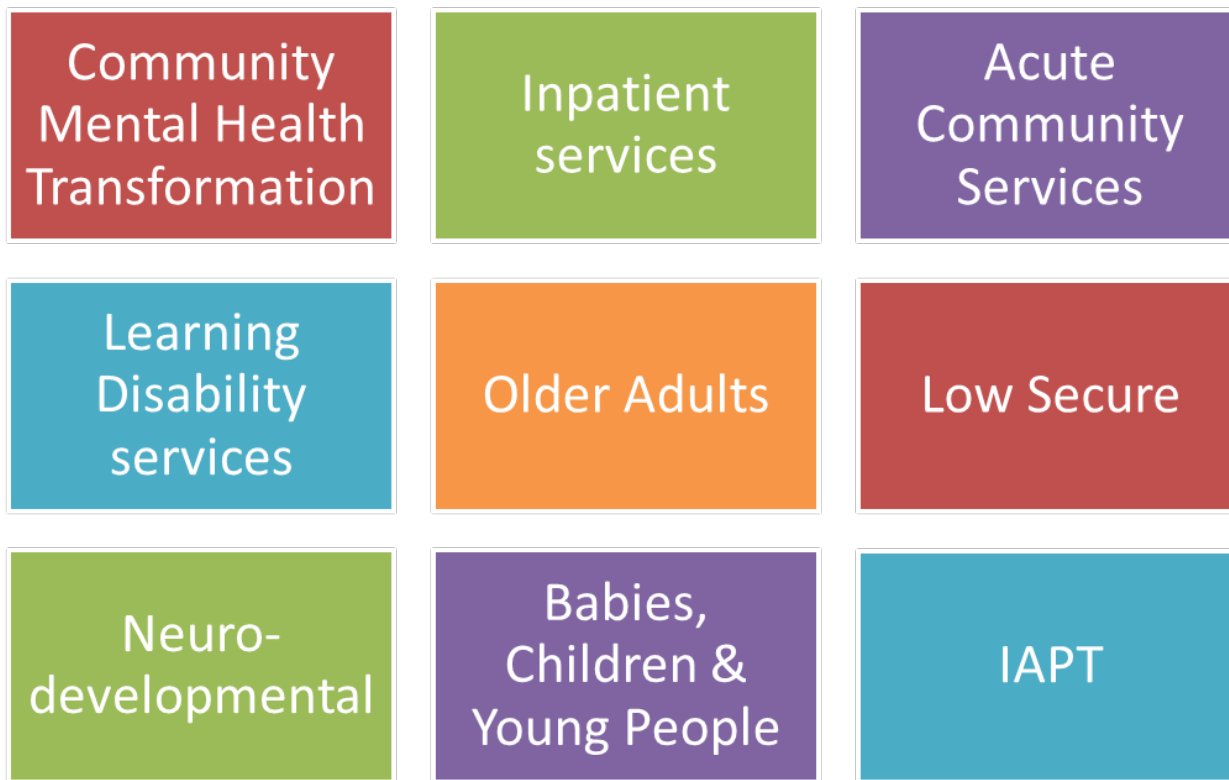 Community
Mental Health
Transformation
Inpatient
services
Acute
Community
Services
Learning
Disability
services
Older Adults
Low Secure
Neuro-
developmental
Babies,
Children &
Young People
IAPT